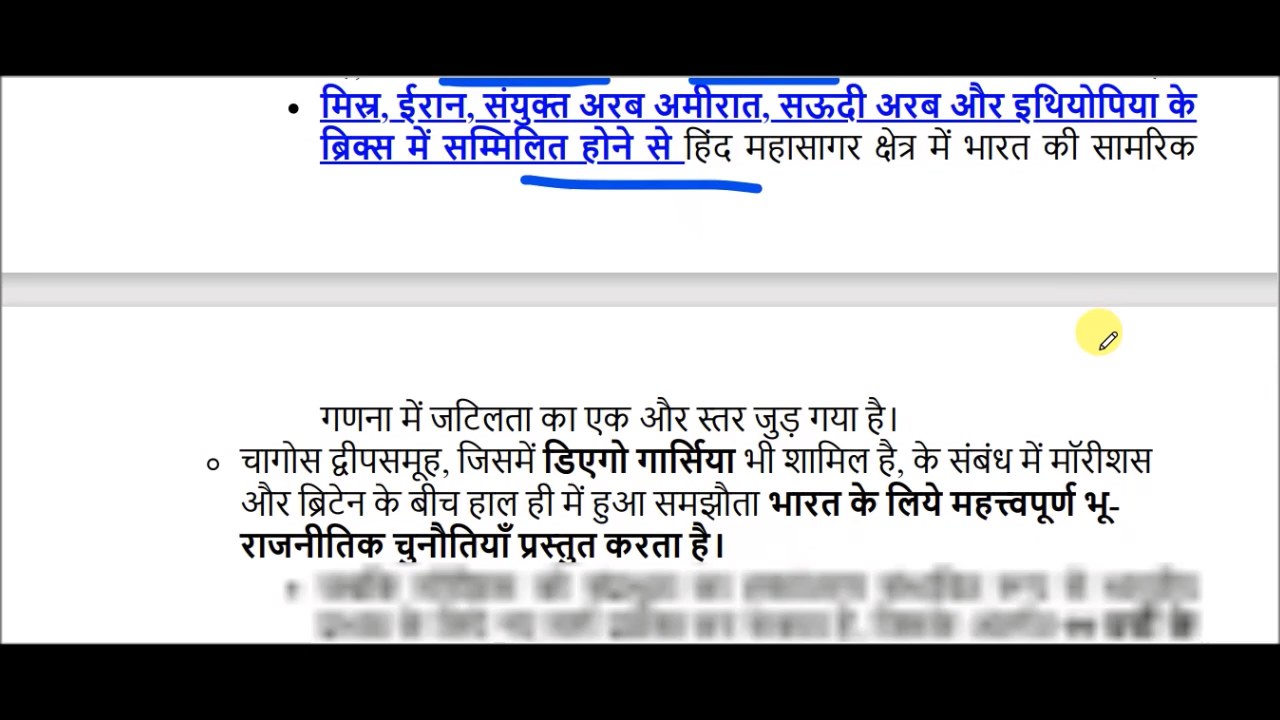 मिस्र, ईरान, संयुक्त अरब अमीरात, सऊदी अरब और इथियोपिया के
ब्रिक्स में सम्मिलित होने से हिंद महासागर क्षेत्र में भारत की सामरिक
गणना में जटिलता का एक और स्तर जुड़ गया है।
चागोस द्वीपसमूह, जिसमें डिएगो गार्सिया भी शामिल है, के संबंध में मॉरीशस
और ब्रिटेन के बीच हाल ही में हुआ समझौता भारत के लिये महत्त्वपूर्ण भू-
राजनीतिक चुनौतियाँ प्रस्तुत करता है।